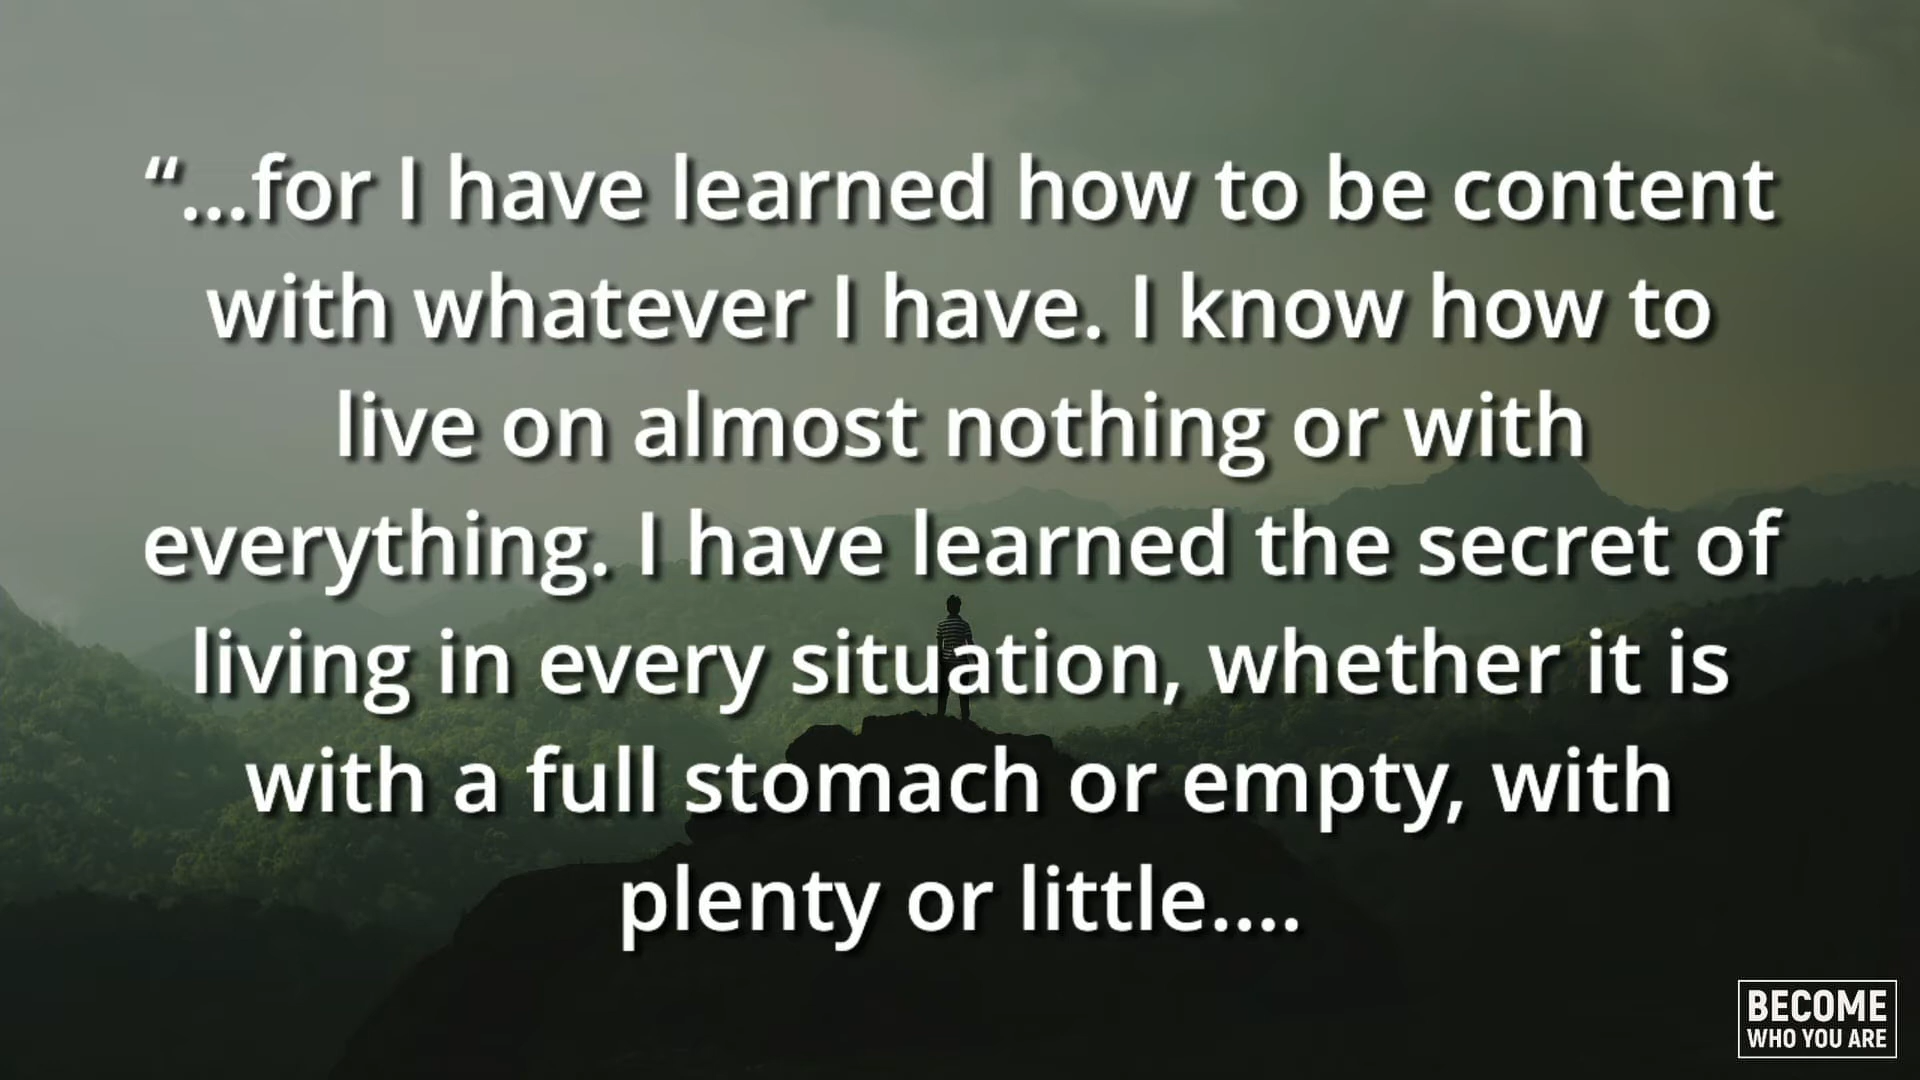 “...for I have learned how to be content
with whatever I have. I know how to
live on almost nothing or with
everything. I have learned the secret of
living in every situation, whether it is
with a full stomach or empty, with
plenty or little....
BECOME
WHO YOU ARE